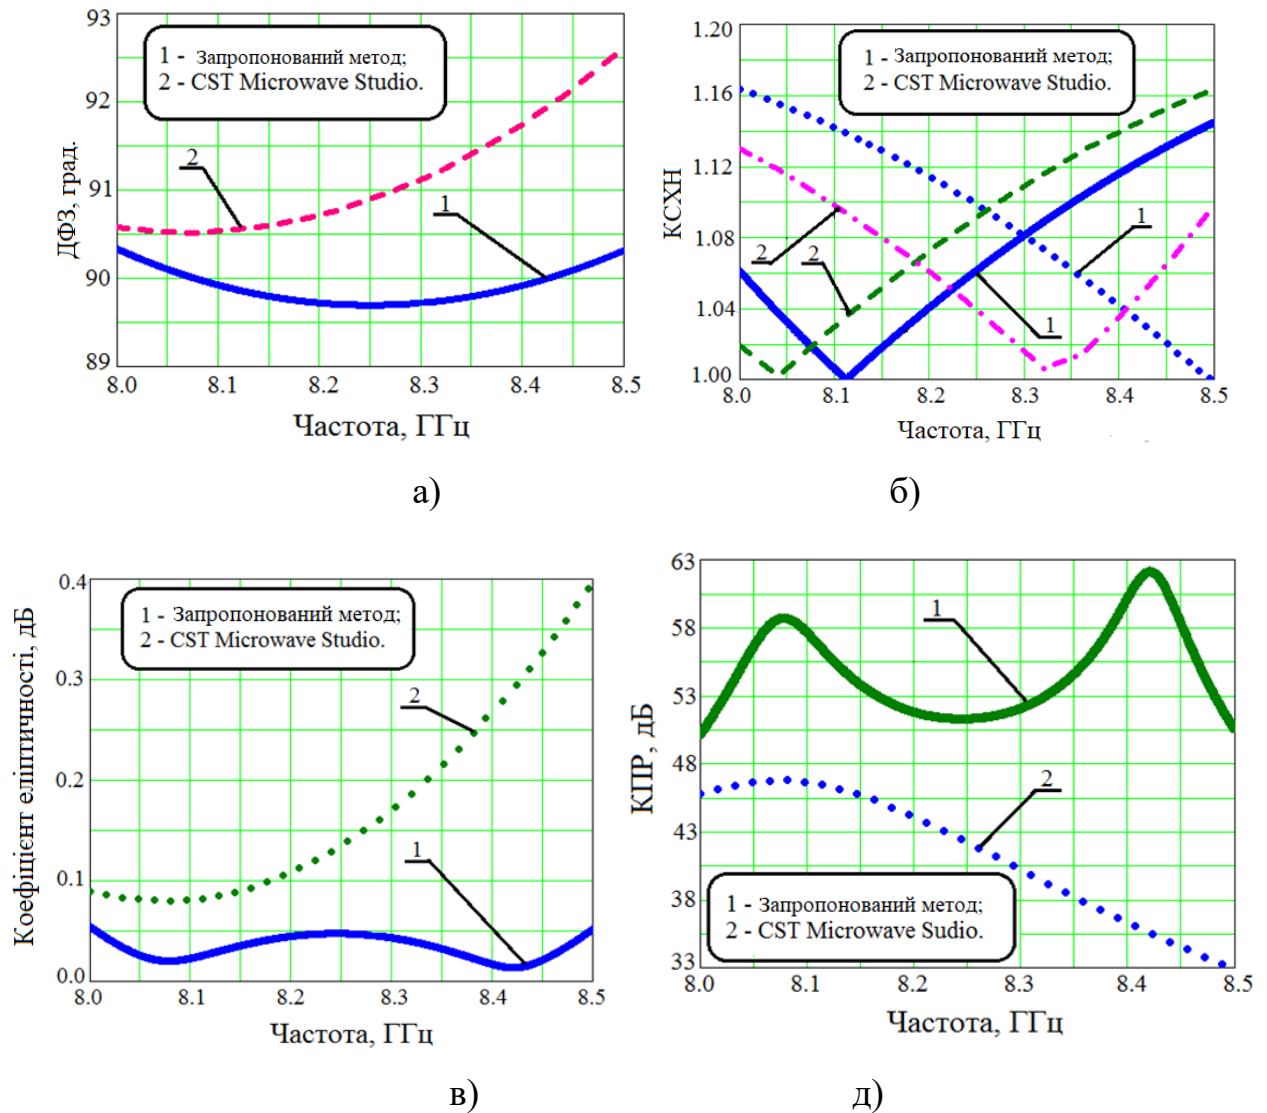 93
92
91
90
89
ДФЗ, град.
1 - Запропонований метод;
2 - CST Microwave Studio.
2
1
8.0 8.1 8.2 8.3 8.4 8.5
Частота, ГГц
а)
1.20
1.16
1.12
1.08
1.04
1.00
КСХН
1 - Запропонований метод;
2 - CST Microwave Studio.
2
2
1
1
8.0 8.1 8.2 8.3 8.4 8.5
Частота, ГГц
б)
0.4
0.3
0.2
0.1
0.0
Коефіцієнт еліптичності, дБ
1 - Запропонований метод;
2 - CST Microwave Studio.
2
1
8.0 8.1 8.2 8.3 8.4 8.5
Частота, ГГц
в)
63
58
53
48
43
38
33
КПР, дБ
1
2
1 - Запропонований метод;
2 - CST Microwave Sudio.
8.0 8.1 8.2 8.3 8.4 8.5
Частота, ГГц
д)